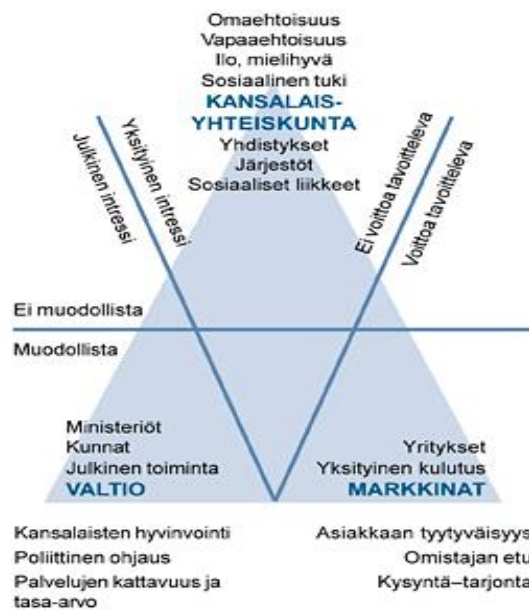 Omaehtoisuus
Vapaaehtoisuus
Ilo, mielihyvä
Sosiaalinen tuki
KANSALAIS-
YHTEISKUNTA
Yhdistykset
Järjestöt
Sosiaaliset liikkeet
Julkinen intressi
Yksityinen intressi
Ei voittoa tavoitteleva
Voittoa tavoitteleva
Ei muodollista
Muodollista
Ministeriöt
Kunnat
Julkinen toiminta
VALTIO
Yritykset
Yksityinen kulutus
MARKKINAT
Kansalaisten hyvinvointi
Poliittinen ohjaus
Palvelujen kattavuus ja
tasa-arvo
Asiakkaan tyytyväisyys
Omistajan etu
Kysyntä–tarjonta